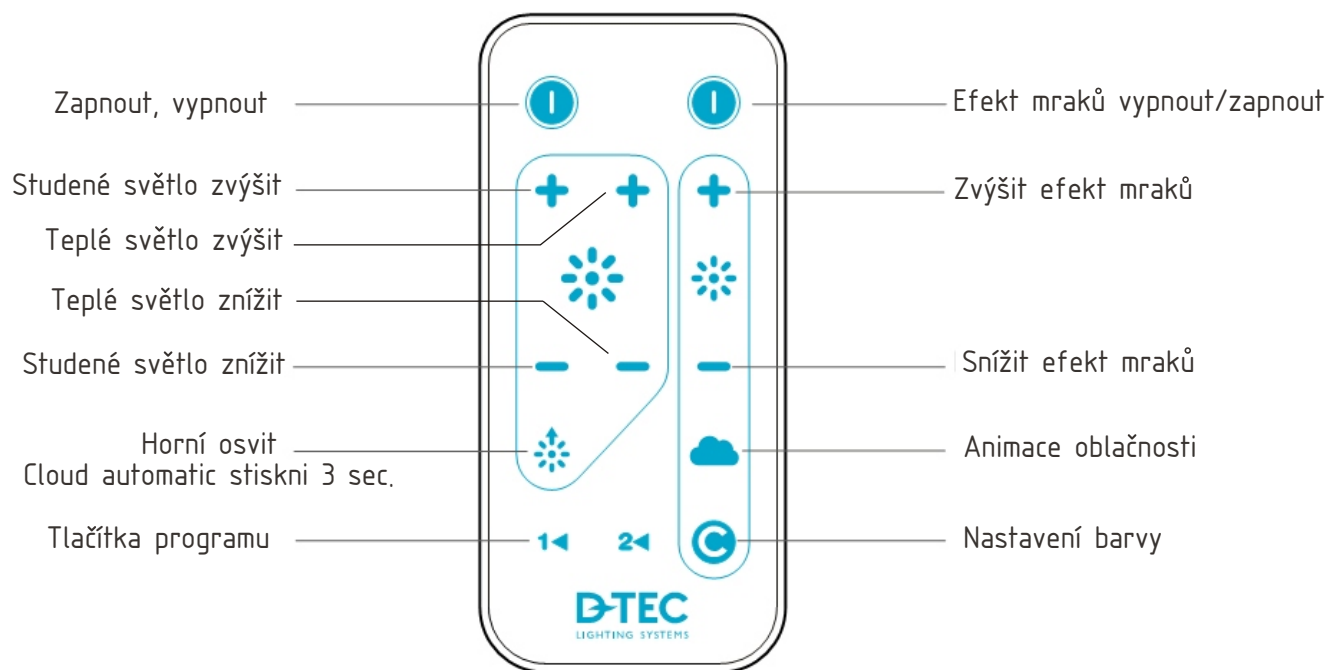 Zapnout, vypnout
Studené světlo zvýšit
Teplé světlo zvýšit
Teplé světlo znížit
Studené světlo znížit
Horní osvit
Cloud automatic stiskni 3 sec.
Tlačítka programu
1
2
C
D-TEC
LIGHTING SYSTEMS
Efekt mraků vypnout/zapnout
Zvýšit efekt mraků
Snížit efekt mraků
Animace oblačnosti
Nastavení barvy